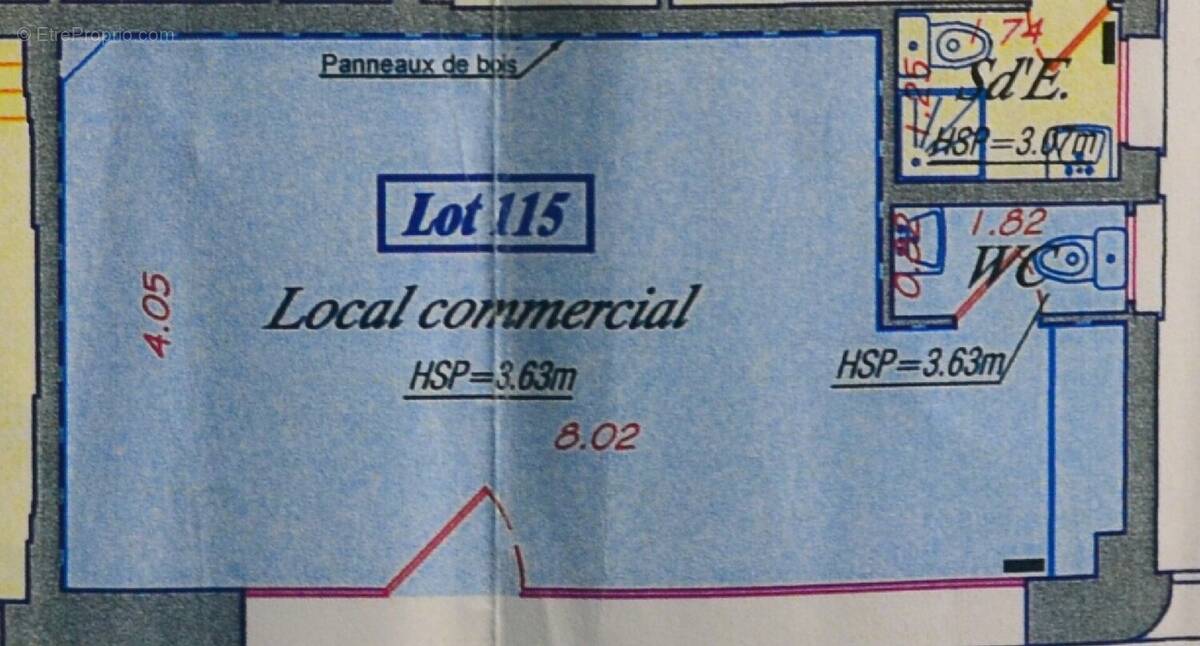 © EtreProprio.com
Panneaux de bois
1.74
1.25
Sd'E.
HSP=3.07m
Lot 115
1.82
WC
4.05
Local commercial
HSP=3.63m
HSP=3.63m
8.02